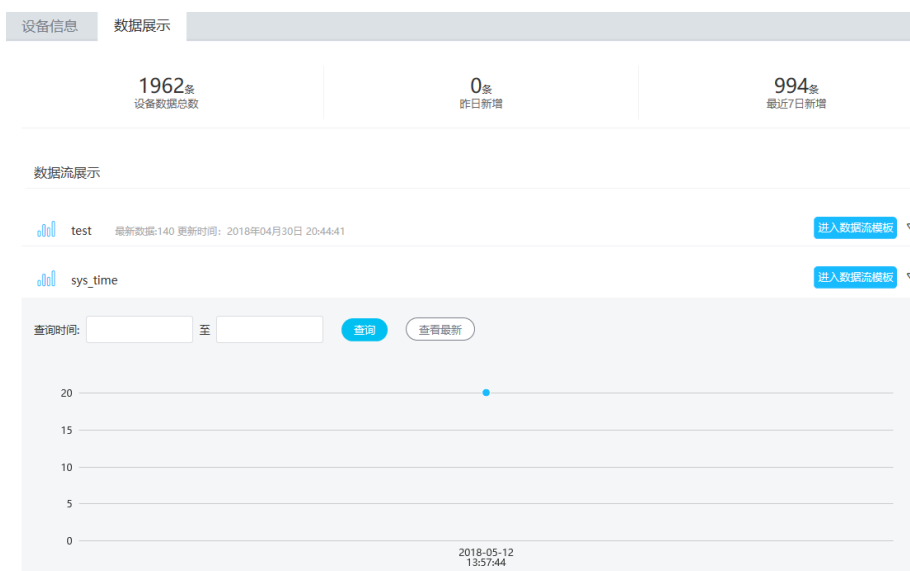 设备信息 数据展示
1962条 0条 994条
设备数据总数 昨日新增 最近7日新增
数据流展示
test 最新数据:140 更新时间：2018年04月30日 20:44:41 进入数据流模板
sys_time 进入数据流模板
查询时间: 至 查询 查看最新
20
15
10
5
0
2018-05-12
13:57:44